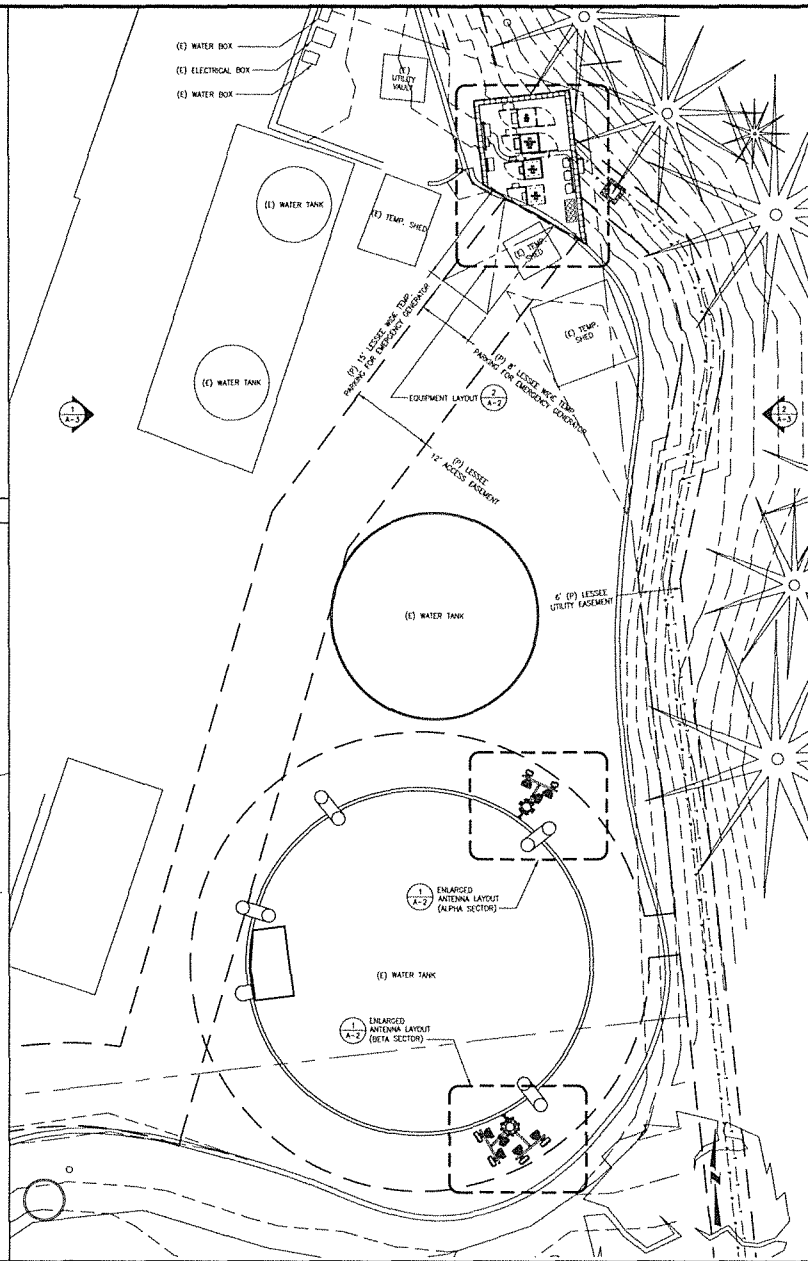 (E) WATER BOX
(E) ELECTRICAL BOX
(E) WATER BOX
(E)
UTILITY
VAULT
(E) WATER TANK
(E) TEMP. SHED
(E) TEMP.
SHED
(E) TEMP.
SHED
(P) 15' LESSEE WIDE TEMP.
PARKING FOR EMERGENCY GENERATOR
(P) 8' LESSEE WIDE TEMP.
PARKING FOR EMERGENCY GENERATOR
(E) WATER TANK
EQUIPMENT LAYOUT
2
A-2
1
A-3
2
A-3
(P) LESSEE
12' ACCESS EASEMENT
6' (P) LESSEE
UTILITY EASEMENT
(E) WATER TANK
1
A-2
ENLARGED
ANTENNA LAYOUT
(ALPHA SECTOR)
(E) WATER TANK
1
A-2
ENLARGED
ANTENNA LAYOUT
(BETA SECTOR)